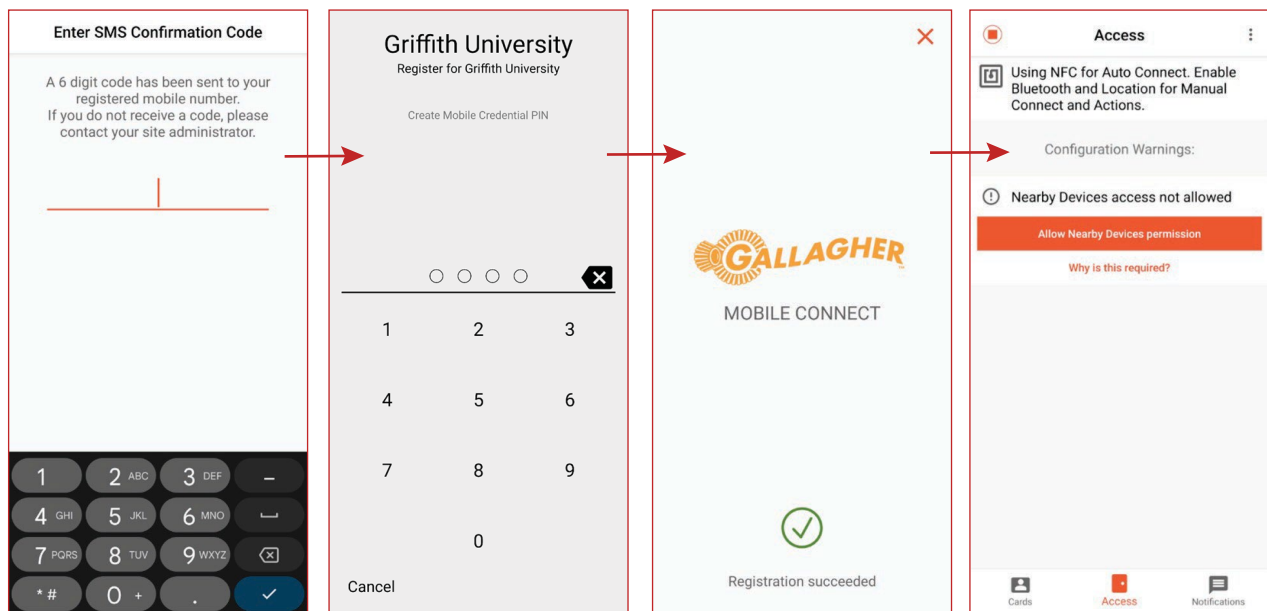 Enter SMS Confirmation Code
A 6 digit code has been sent to your
registered mobile number.
If you do not receive a code, please
contact your site administrator.
1
2 ABC
3 DEF
–
4 GHI
5 JKL
6 MNO
7 PQRS
8 TUV
9 WXYZ
* #
0 +
.
Griffith University
Register for Griffith University
Create Mobile Credential PIN
1 2 3
4 5 6
7 8 9
0
Cancel
GALLAGHER
MOBILE CONNECT
Registration succeeded
Access
Using NFC for Auto Connect. Enable
Bluetooth and Location for Manual
Connect and Actions.
Configuration Warnings:
Nearby Devices access not allowed
Allow Nearby Devices permission
Why is this required?
Cards
Access
Notifications